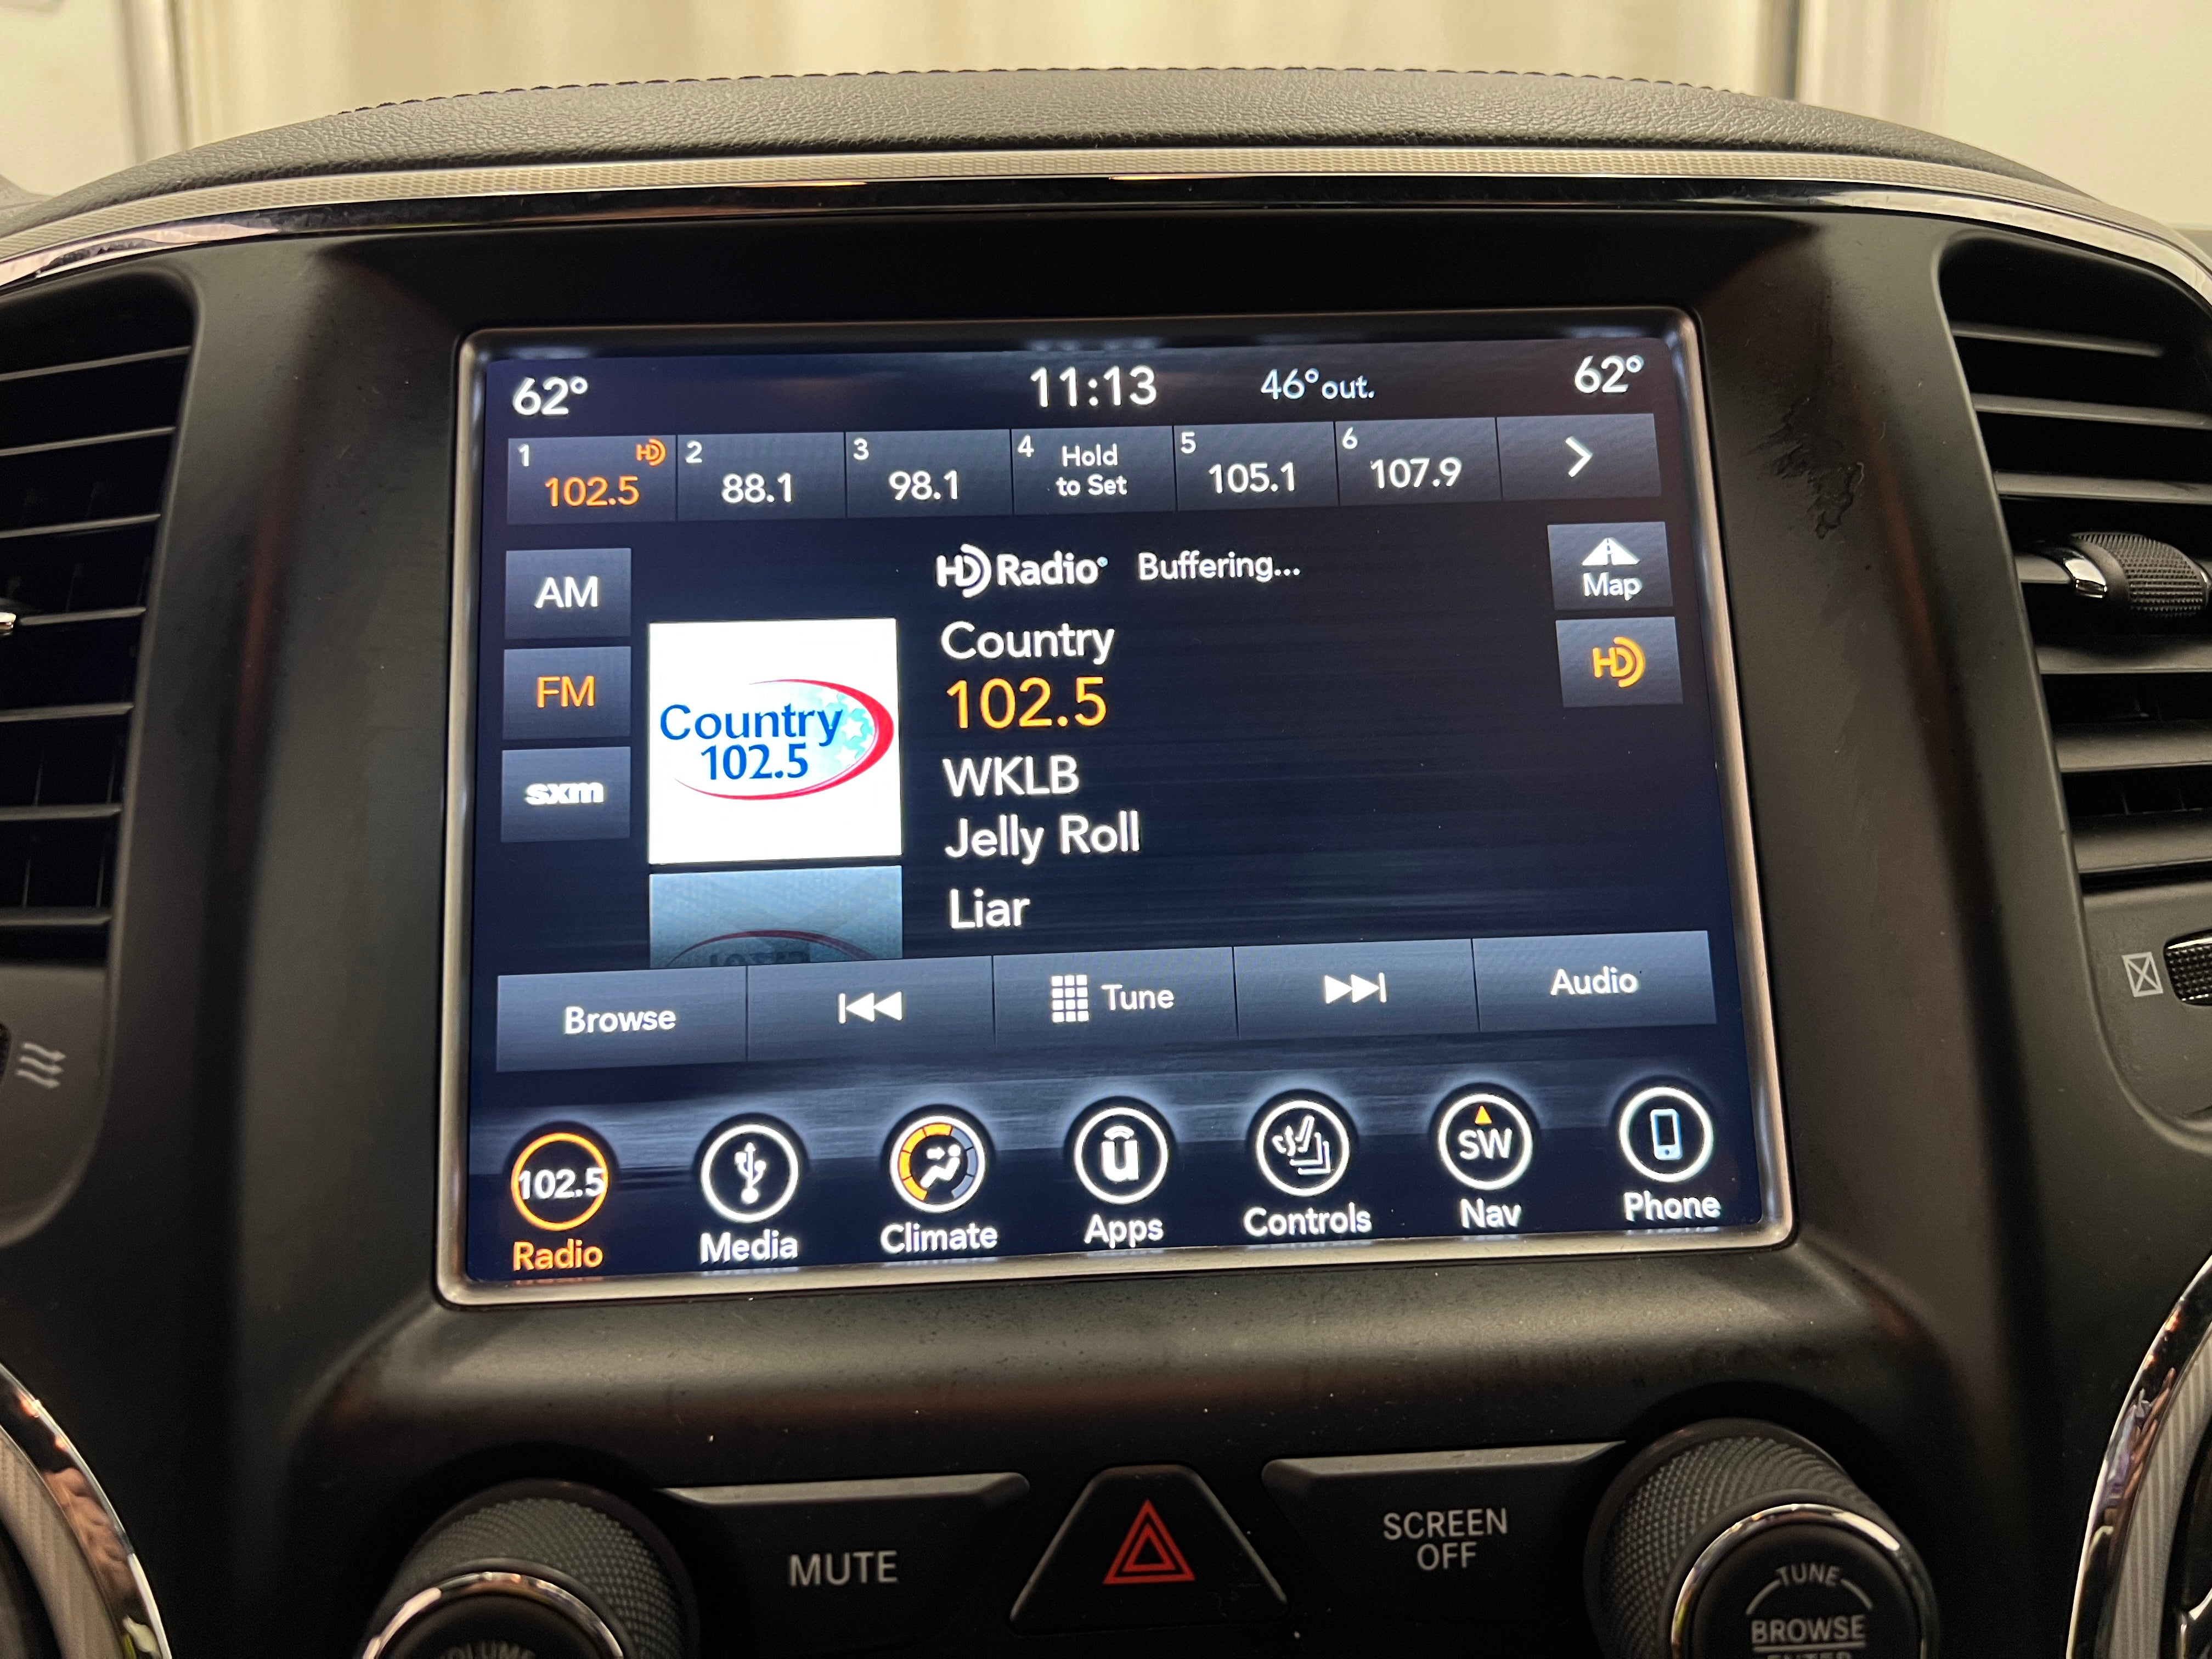 62° 11:13 46° out. 62°
1 HD 2 3 4 Hold 5 6
102.5 88.1 98.1 to Set 105.1 107.9
AM
FM
sxm
HD Radio Buffering...
Map
HD
Country
102.5
WKLB
Jelly Roll
Liar
Country
102.5
Browse Tune Audio
102.5 u SW
Radio Media Climate Apps Controls Nav Phone
MUTE
SCREEN
OFF
TUNE
BROWSE